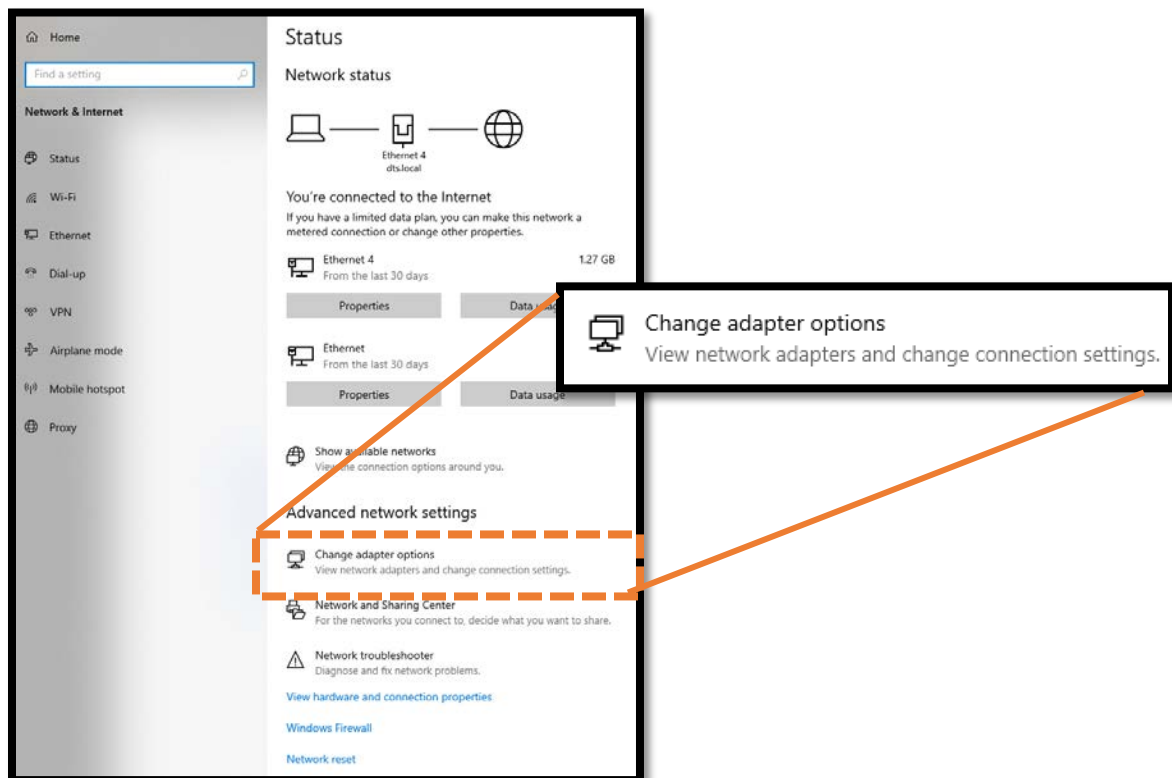 Home
Find a setting
Network & Internet
Status
Wi-Fi
Ethernet
Dial-up
VPN
Airplane mode
Mobile hotspot
Proxy
Status
Network status
Ethernet 4
dts.local
You're connected to the Internet
If you have a limited data plan, you can make this network a
metered connection or change other properties.
Ethernet 4
1.27 GB
From the last 30 days
Properties
Data usage
Ethernet
From the last 30 days
Properties
Data usage
Show available networks
View the connection options around you.
Advanced network settings
Change adapter options
View network adapters and change connection settings.
Network and Sharing Center
For the networks you connect to, decide what you want to share.
Network troubleshooter
Diagnose and fix network problems.
View hardware and connection properties
Windows Firewall
Network reset
Change adapter options
View network adapters and change connection settings.